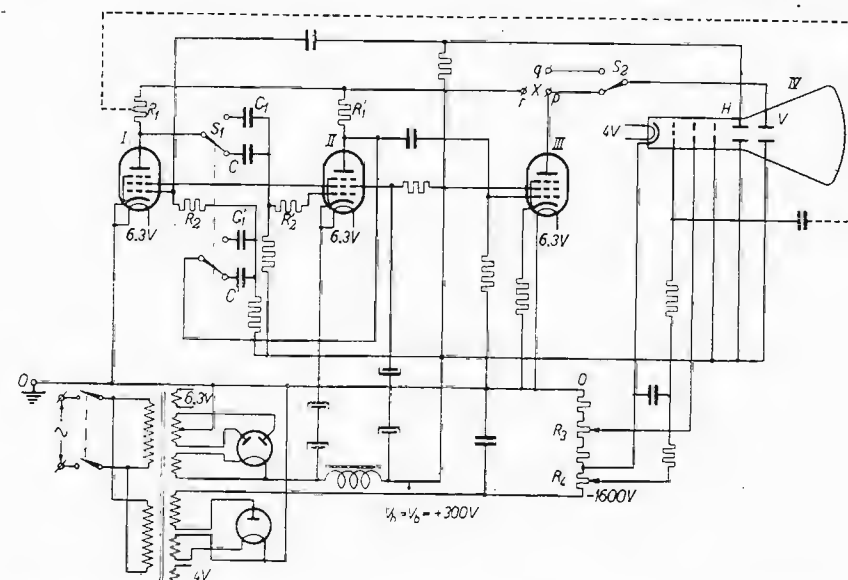 q
S2
r
X
p
IV
H
V
4V
R1
I
S1
C1
C
R1'
II
III
R2
R2
6.3V
6.3V
6.3V
C1'
C'
0
0
~
6.3V
R3
R4
-1600V
Vh = Vb = +300V
4V